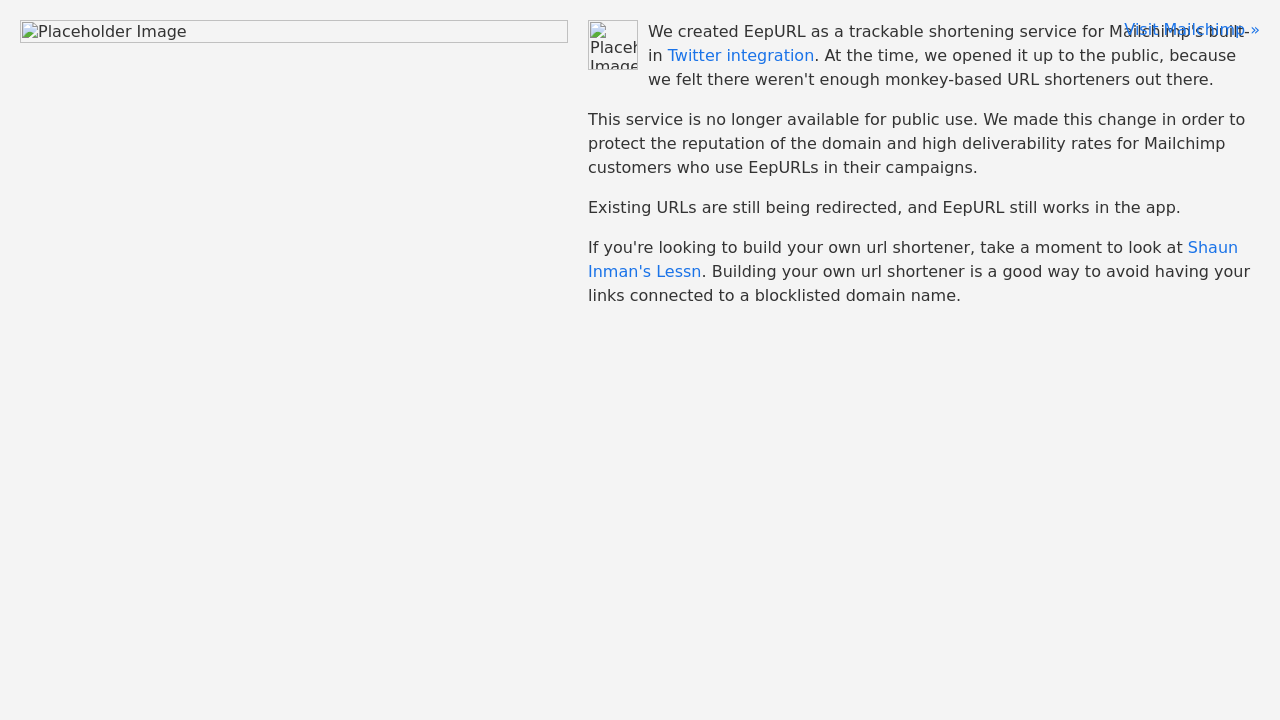 Placeholder Image
Placeh
Image
Visit Mailchimp »
We created EepURL as a trackable shortening service for Mailchimp's built-
in Twitter integration. At the time, we opened it up to the public, because
we felt there weren't enough monkey-based URL shorteners out there.
This service is no longer available for public use. We made this change in order to
protect the reputation of the domain and high deliverability rates for Mailchimp
customers who use EepURLs in their campaigns.
Existing URLs are still being redirected, and EepURL still works in the app.
If you're looking to build your own url shortener, take a moment to look at Shaun
Inman's Lessn. Building your own url shortener is a good way to avoid having your
links connected to a blocklisted domain name.